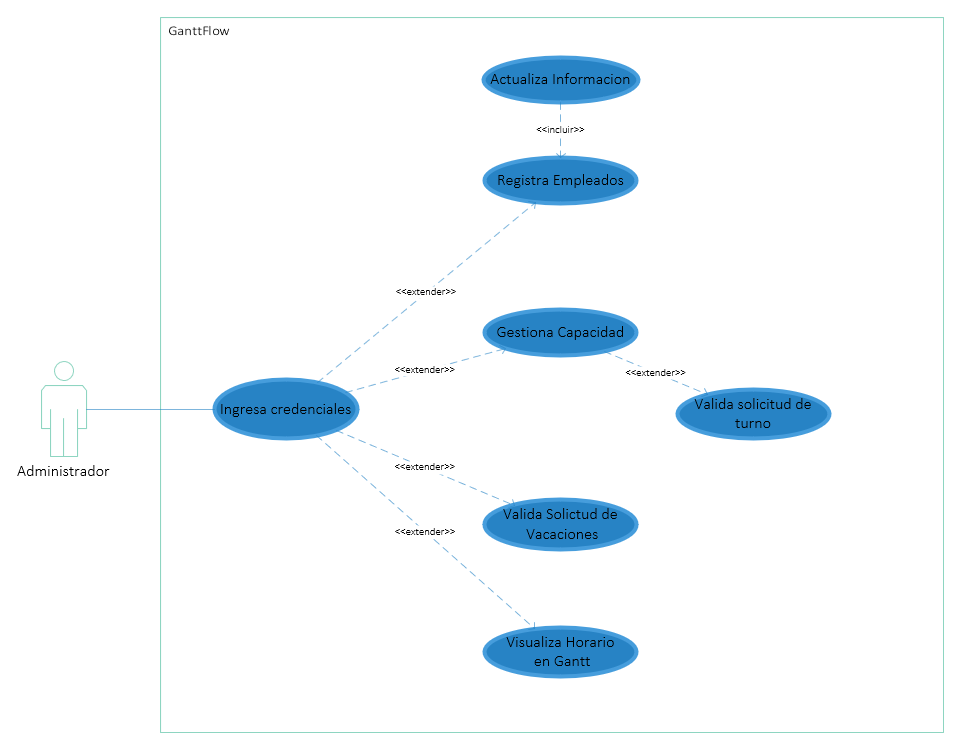 GanttFlow
Actualiza Informacion
<<incluir>>
Registra Empleados
<<extender>>
Gestiona Capacidad
<<extender>>
<<extender>>
Valida solicitud de
turno
Ingresa credenciales
Administrador
<<extender>>
Valida Solictud de
Vacaciones
<<extender>>
Visualiza Horario
en Gantt